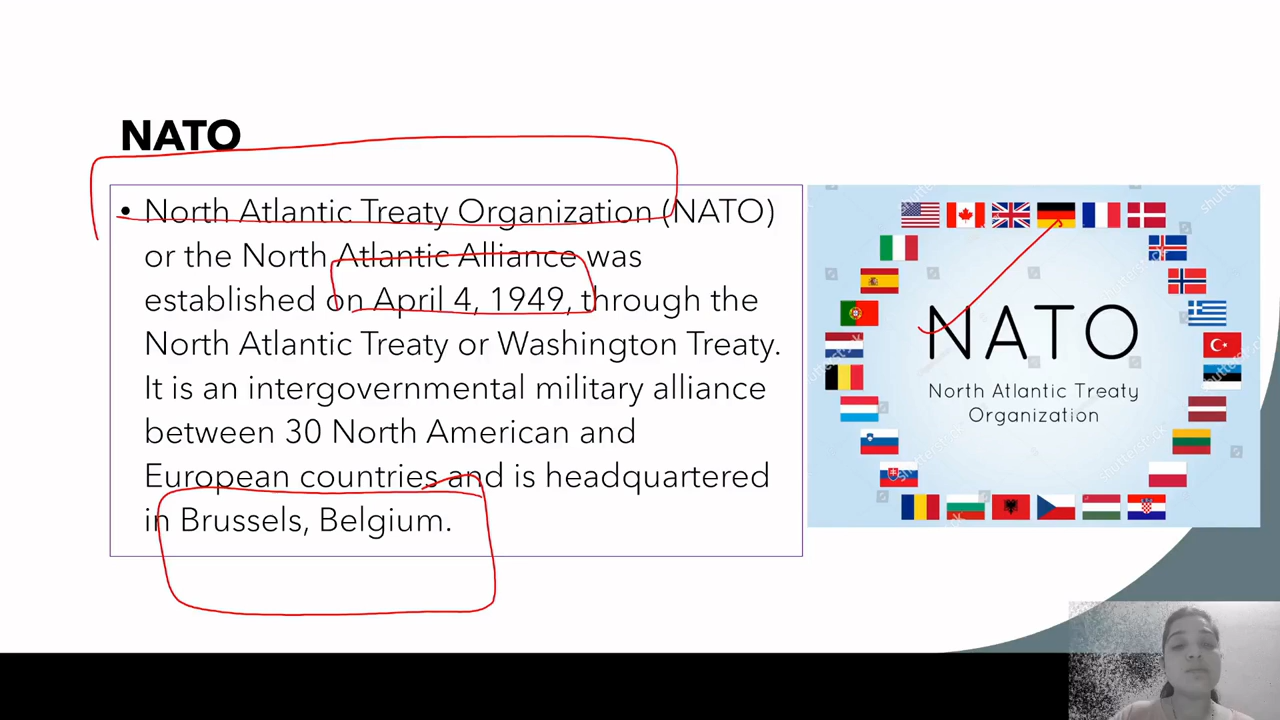 NATO
• North Atlantic Treaty Organization (NATO)
or the North Atlantic Alliance was
established on April 4, 1949, through the
North Atlantic Treaty or Washington Treaty.
It is an intergovernmental military alliance
between 30 North American and
European countries and is headquartered
in Brussels, Belgium.
NATO
North Atlantic Treaty
Organization